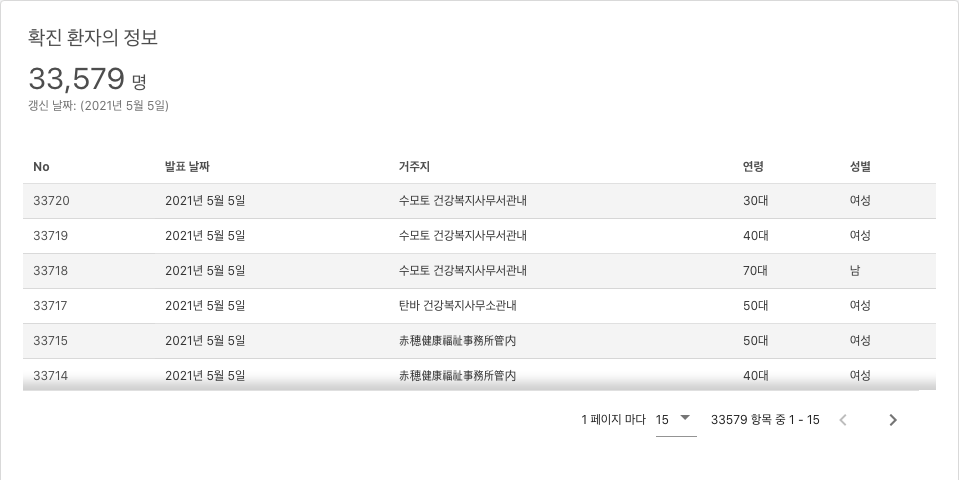 확진 환자의 정보
33,579 명
갱신 날짜: (2021년 5월 5일)
No 발표 날짜 거주지 연령 성별
33720 2021년 5월 5일 수모토 건강복지사무서관내 30대 여성
33719 2021년 5월 5일 수모토 건강복지사무서관내 40대 여성
33718 2021년 5월 5일 수모토 건강복지사무서관내 70대 남
33717 2021년 5월 5일 탄바 건강복지사무소관내 50대 여성
33715 2021년 5월 5일 赤穂健康福祉事務所管内 50대 여성
33714 2021년 5월 5일 赤穂健康福祉事務所管内 40대 여성
1 페이지 마다 15 33579 항목 중 1 - 15